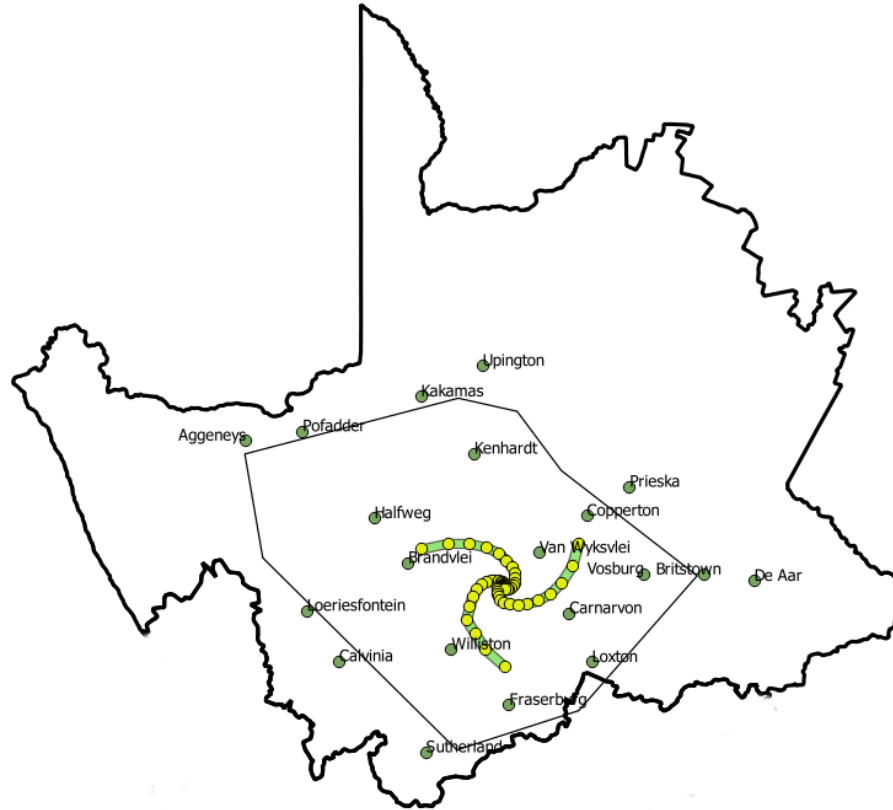 Upington
Kakamas
Pofadder
Aggeneys
Kenhardt
Prieska
Halfweg
Copperton
Van Wyksvlei
Brandvlei
Vosburg
Britstown
De Aar
Loeriesfontein
Carnarvon
Williston
Calvinia
Loxton
Fraserburg
Sutherland